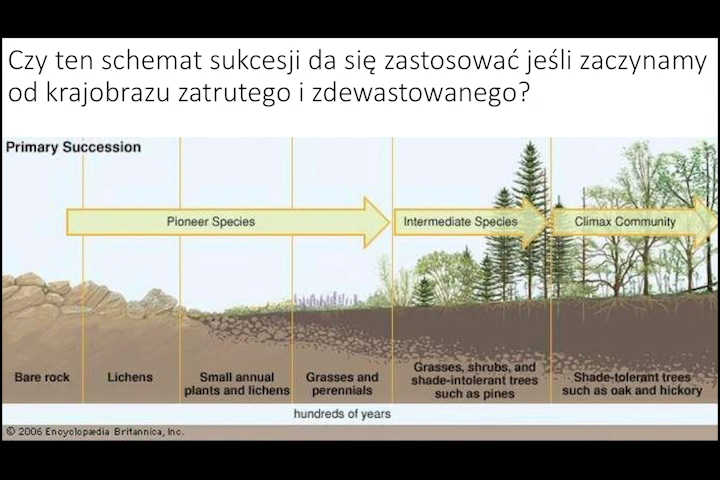 Czy ten schemat sukcesji da się zastosować jeśli zaczynamy
od krajobrazu zatrutego i zdewastowanego?
Primary Succession
Pioneer Species
Intermediate Species
Climax Community
Bare rock
Lichens
Small annual
plants and lichens
Grasses and
perennials
Grasses, shrubs, and
shade-intolerant trees
such as pines
Shade-tolerant trees
such as oak and hickory
hundreds of years
© 2006 Encyclopædia Britannica, Inc.